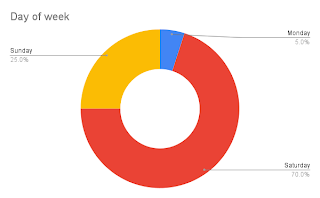 Day of week
Monday
5.0%
Sunday
25.0%
Saturday
70.0%